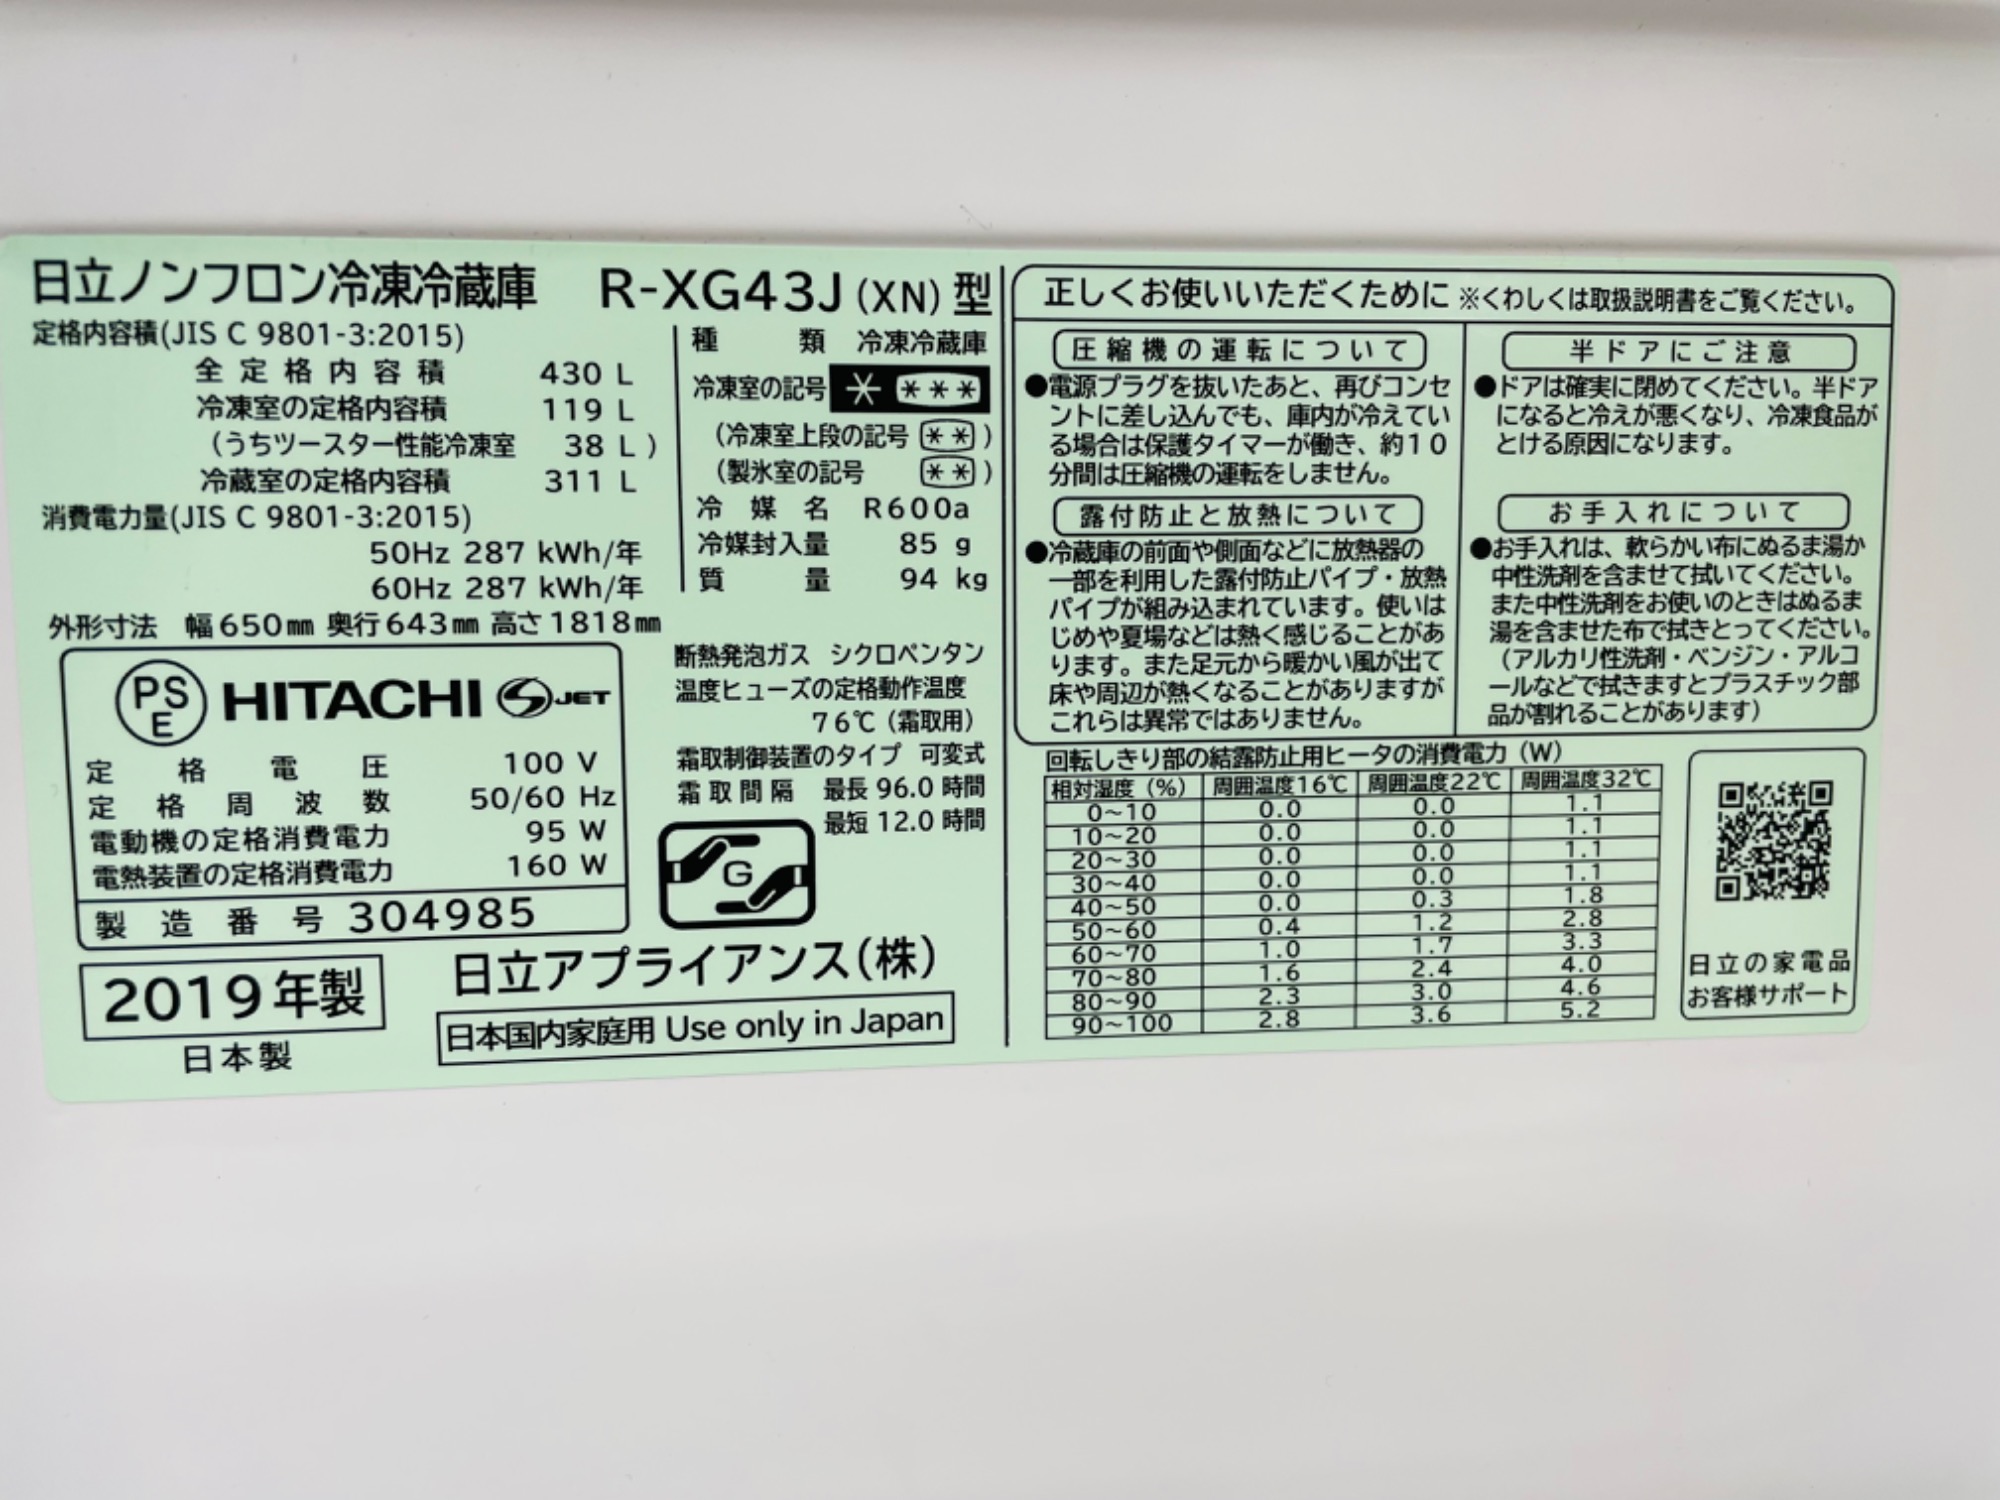 日立ノンフロン冷凍冷蔵庫 R-XG43J (XN) 型
定格内容積(JIS C 9801-3:2015)
全定格内容積 430 L
冷凍室の定格内容積 119 L
(うちツースター性能冷凍室 38 L )
冷蔵室の定格内容積 311 L
消費電力量(JIS C 9801-3:2015)
50Hz 287 kWh/年
60Hz 287 kWh/年
外形寸法 幅650㎜ 奥行643㎜ 高さ1818㎜
種類 冷凍冷蔵庫
冷凍室の記号 * ***
(冷凍室上段の記号 ** )
(製氷室の記号 ** )
冷媒名 R600a
冷媒封入量 85 g
質量 94 kg
断熱発泡ガス シクロペンタン
温度ヒューズの定格動作温度
76℃（霜取用）
霜取制御装置のタイプ 可変式
霜取間隔 最長 96.0 時間
最短 12.0 時間
G
PS
E
HITACHI S JET
定格電圧 100 V
定格周波数 50/60 Hz
電動機の定格消費電力 95 W
電熱装置の定格消費電力 160 W
製造番号 304985
2019年製
日本製
日立アプライアンス(株)
日本国内家庭用 Use only in Japan
正しくお使いいただくために ※くわしくは取扱説明書をご覧ください。
圧縮機の運転について
●電源プラグを抜いたあと、再びコンセ
ントに差し込んでも、庫内が冷えてい
る場合は保護タイマーが働き、約10
分間は圧縮機の運転をしません。
露付防止と放熱について
●冷蔵庫の前面や側面などに放熱器の
一部を利用した露付防止パイプ・放熱
パイプが組み込まれています。使いは
じめや夏場などは熱く感じることがあ
ります。また足元から暖かい風が出て
床や周辺が熱くなることがありますが
これらは異常ではありません。
半ドアにご注意
●ドアは確実に閉めてください。半ドア
になると冷えが悪くなり、冷凍食品が
とける原因になります。
お手入れについて
●お手入れは、軟らかい布にぬるま湯か
中性洗剤を含ませて拭いてください。
また中性洗剤をお使いのときはぬるま
湯を含ませた布で拭きとってください。
（アルカリ性洗剤・ベンジン・アルコ
ールなどで拭きますとプラスチック部
品が割れることがあります）
回転しきり部の結露防止用ヒータの消費電力（W）
相対湿度（%） 周囲温度16℃ 周囲温度22℃ 周囲温度32℃
0~10 0.0 0.0 1.1
10~20 0.0 0.0 1.1
20~30 0.0 0.0 1.1
30~40 0.0 0.0 1.1
40~50 0.0 0.3 1.8
50~60 0.4 1.2 2.8
60~70 1.0 1.7 3.3
70~80 1.6 2.4 4.0
80~90 2.3 3.0 4.6
90~100 2.8 3.6 5.2
日立の家電品
お客様サポート